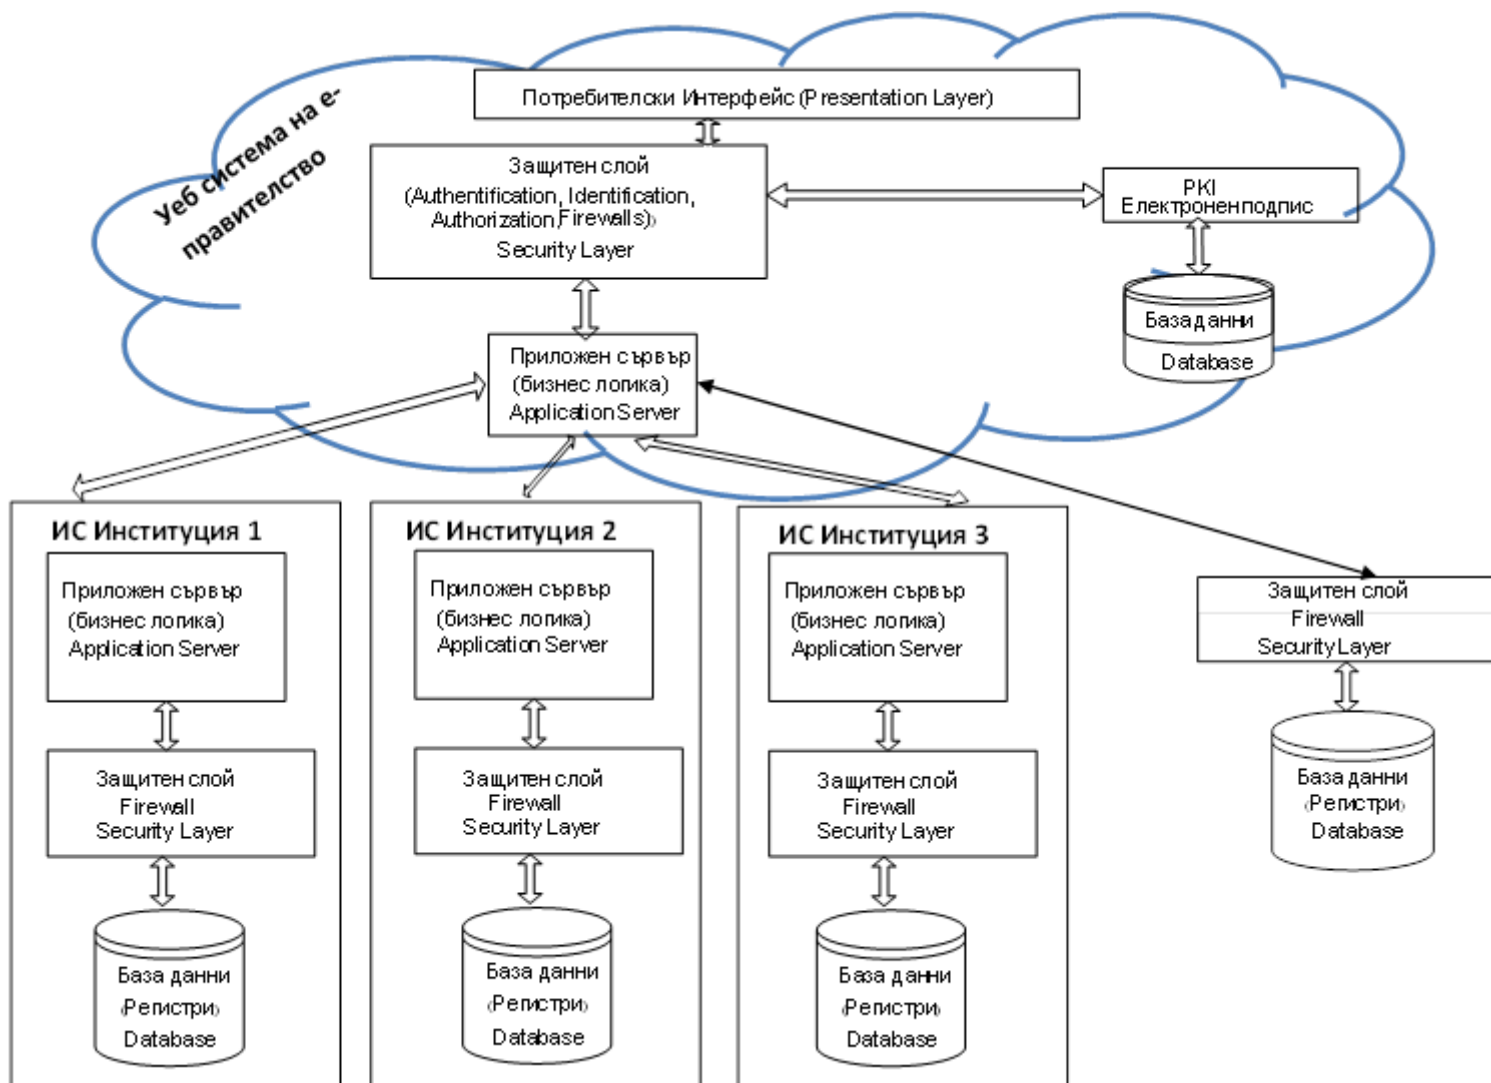 Уеб система на е-
правителство
Потребителски Интерфейс (Presentation Layer)
Защитен слой
(Authentification, Identification,
Authorization, Firewalls)
Security Layer
PKI
Електронен подпис
База данни
Database
Приложен сървър
(бизнес логика)
Application Server
ИС Институция 1
Приложен сървър
(бизнес логика)
Application Server
Защитен слой
Firewall
Security Layer
База данни
(Регистри)
Database
ИС Институция 2
Приложен сървър
(бизнес логика)
Application Server
Защитен слой
Firewall
Security Layer
База данни
(Регистри)
Database
ИС Институция 3
Приложен сървър
(бизнес логика)
Application Server
Защитен слой
Firewall
Security Layer
База данни
(Регистри)
Database
Защитен слой
Firewall
Security Layer
База данни
(Регистри)
Database